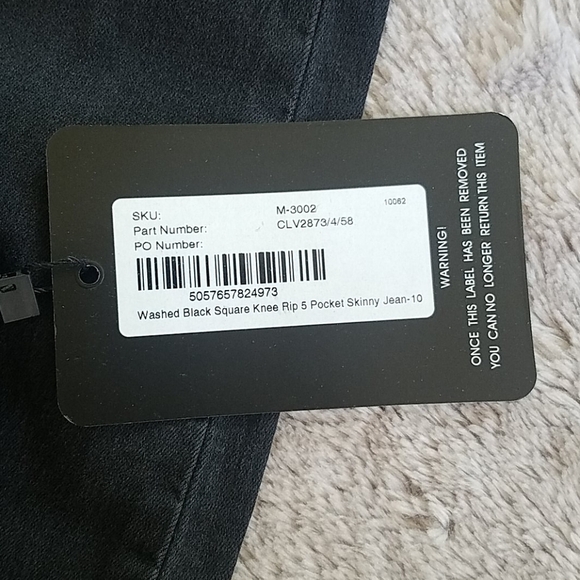 SKU: M-3002 10062
Part Number: CLV2873/4/58
PO Number:
5057657824973
Washed Black Square Knee Rip 5 Pocket Skinny Jean-10
WARNING!
ONCE THIS LABEL HAS BEEN REMOVED
YOU CAN NO LONGER RETURN THIS ITEM